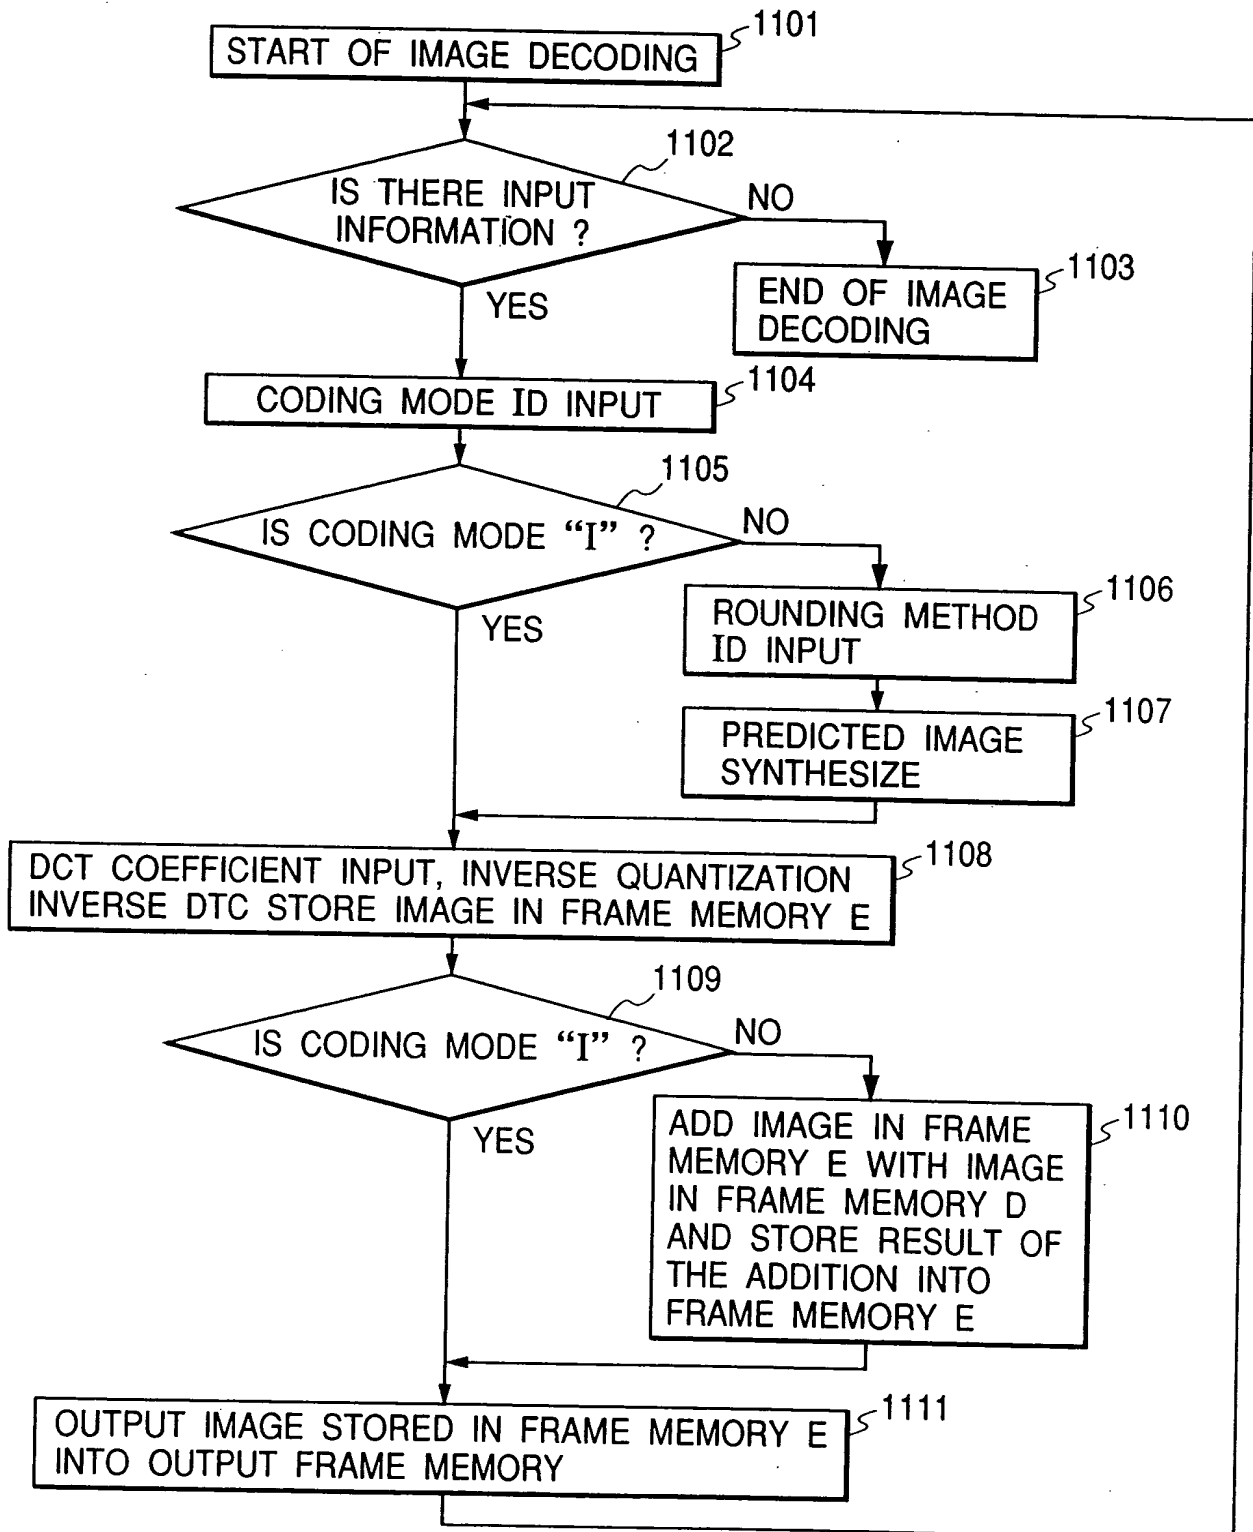 1101
START OF IMAGE DECODING
1102
IS THERE INPUT
INFORMATION ?
NO
YES
1103
END OF IMAGE
DECODING
1104
CODING MODE ID INPUT
1105
IS CODING MODE “I” ?
NO
YES
1106
ROUNDING METHOD
ID INPUT
1107
PREDICTED IMAGE
SYNTHESIZE
1108
DCT COEFFICIENT INPUT, INVERSE QUANTIZATION
INVERSE DTC STORE IMAGE IN FRAME MEMORY E
1109
IS CODING MODE “I” ?
NO
YES
1110
ADD IMAGE IN FRAME
MEMORY E WITH IMAGE
IN FRAME MEMORY D
AND STORE RESULT OF
THE ADDITION INTO
FRAME MEMORY E
1111
OUTPUT IMAGE STORED IN FRAME MEMORY E
INTO OUTPUT FRAME MEMORY